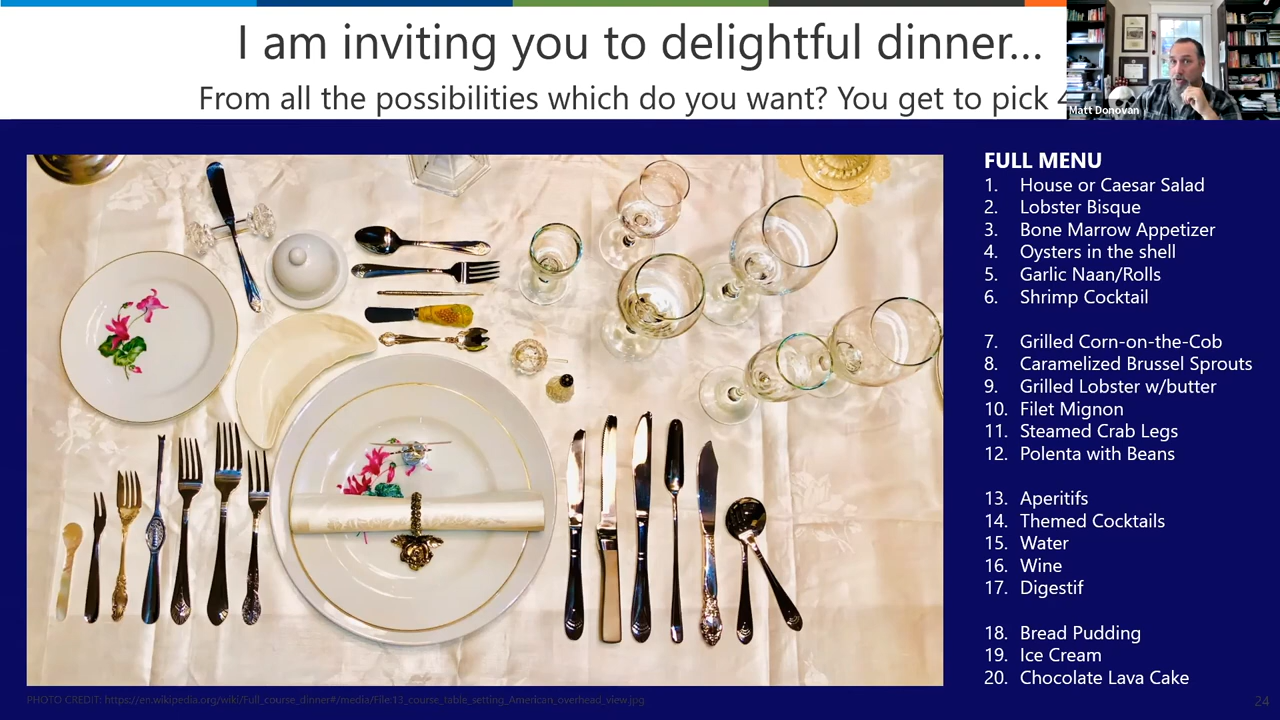 I am inviting you to delightful dinner...
From all the possibilities which do you want? You get to pick 4
Matt Donovan
FULL MENU
1. House or Caesar Salad
2. Lobster Bisque
3. Bone Marrow Appetizer
4. Oysters in the shell
5. Garlic Naan/Rolls
6. Shrimp Cocktail
7. Grilled Corn-on-the-Cob
8. Caramelized Brussel Sprouts
9. Grilled Lobster w/butter
10. Filet Mignon
11. Steamed Crab Legs
12. Polenta with Beans
13. Aperitifs
14. Themed Cocktails
15. Water
16. Wine
17. Digestif
18. Bread Pudding
19. Ice Cream
20. Chocolate Lava Cake
PHOTO CREDIT: https://en.wikipedia.org/wiki/Full_course_dinner#/media/File:13_course_table_setting_American_overhead_view.jpg
24